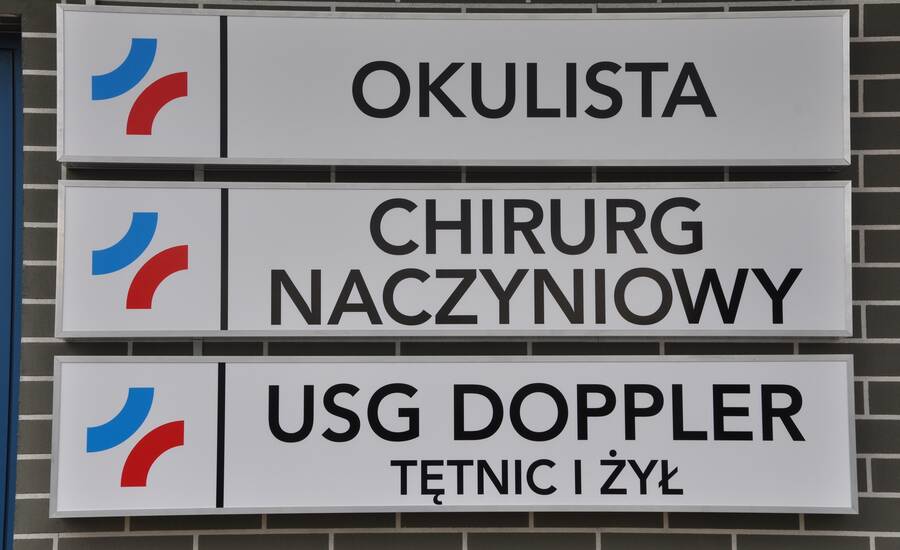 OKULISTA
CHIRURG
NACZYNIOWY
USG DOPPLER
TĘTNIC I ŻYŁ